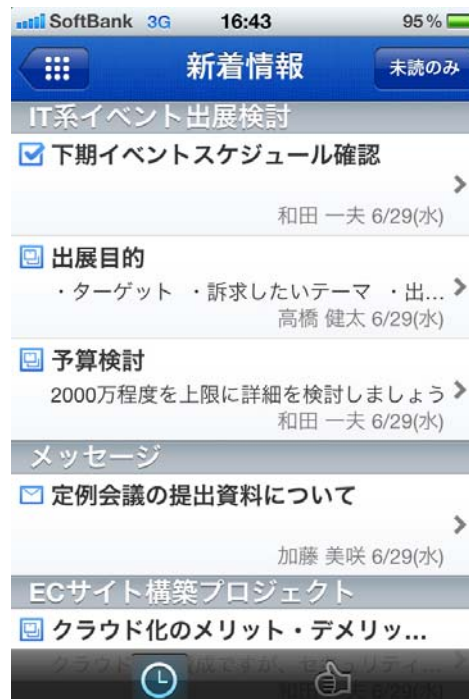 SoftBank 3G 16:43 95%
新着情報
未読のみ
IT系イベント出展検討
下期イベントスケジュール確認
和田 一夫 6/29(水)
出展目的
・ターゲット ・訴求したいテーマ ・出...
高橋 健太 6/29(水)
予算検討
2000万程度を上限に詳細を検討しましょう
和田 一夫 6/29(水)
メッセージ
定例会議の提出資料について
加藤 美咲 6/29(水)
ECサイト構築プロジェクト
クラウド化のメリット・デメリッ...